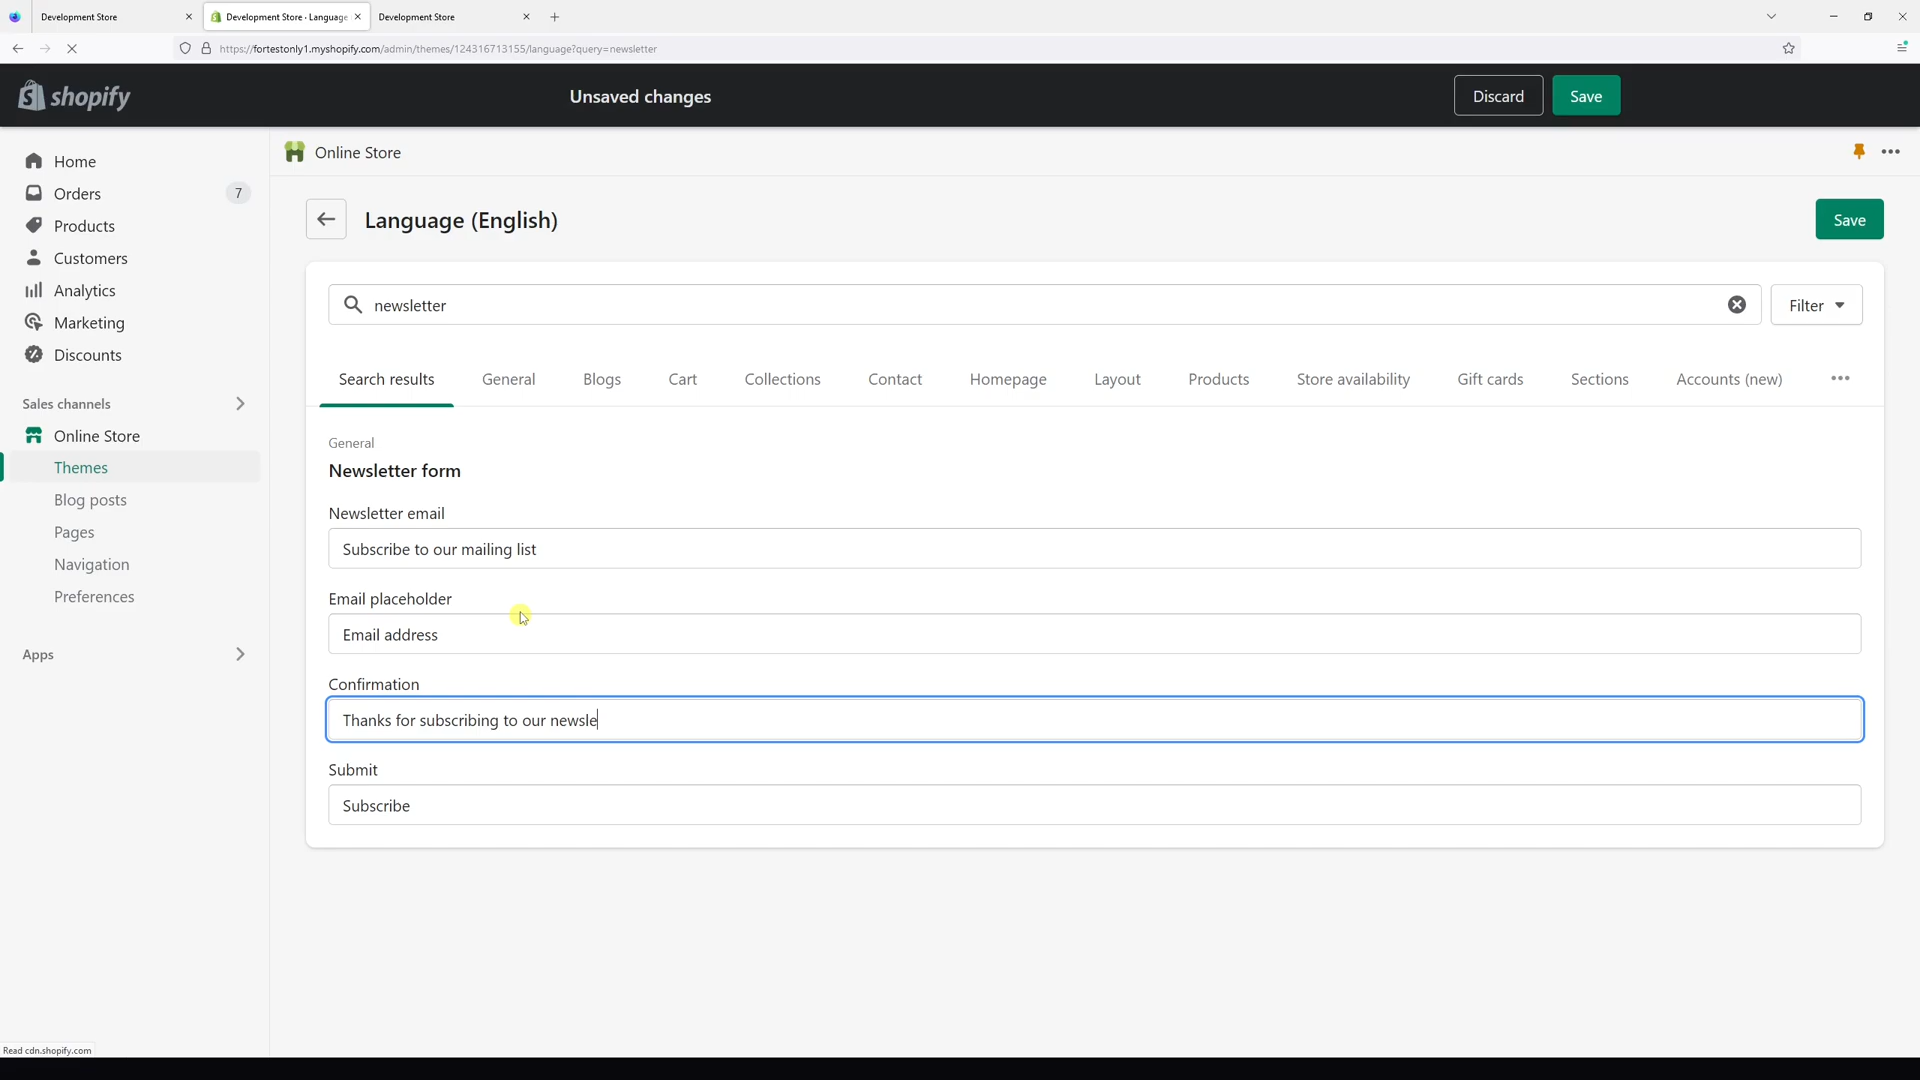 Development Store
Development Store · Language
Development Store
https://fortestonly1.myshopify.com/admin/themes/124316713155/language?query=newsletter
shopify
Unsaved changes
Discard
Save
Home
Orders
7
Products
Customers
Analytics
Marketing
Discounts
Sales channels
Online Store
Themes
Blog posts
Pages
Navigation
Preferences
Apps
Online Store
Language (English)
Save
newsletter
Filter
Search results
General
Blogs
Cart
Collections
Contact
Homepage
Layout
Products
Store availability
Gift cards
Sections
Accounts (new)
General
Newsletter form
Newsletter email
Subscribe to our mailing list
Email placeholder
Email address
Confirmation
Thanks for subscribing to our newsle
Submit
Subscribe
Read cdn.shopify.com